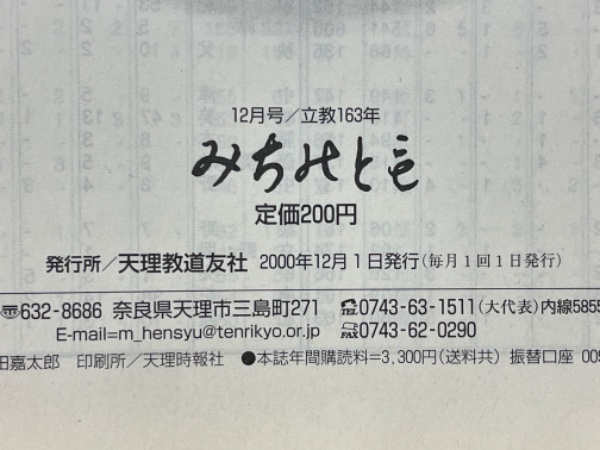 12月号／立教163年
みちのとも
定価200円
発行所／天理教道友社 2000年12月1日発行（毎月1回1日発行）
〒632-8686 奈良県天理市三島町271 0743-63-1511(大代表)内線5855
E-mail=m_hensyu@tenrikyo.or.jp FAX0743-62-0290
田嘉太郎 印刷所／天理時報社 ●本誌年間購読料=3,300円(送料共) 振替口座 009